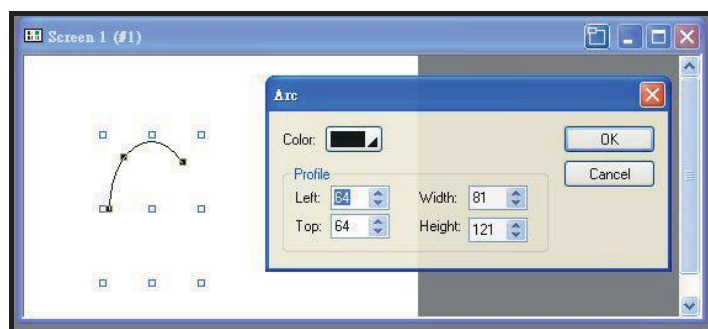 Screen 1 (#1)
Arc
Color:
OK
Profile
Cancel
Left: 64
Width: 81
Top: 64
Height: 121